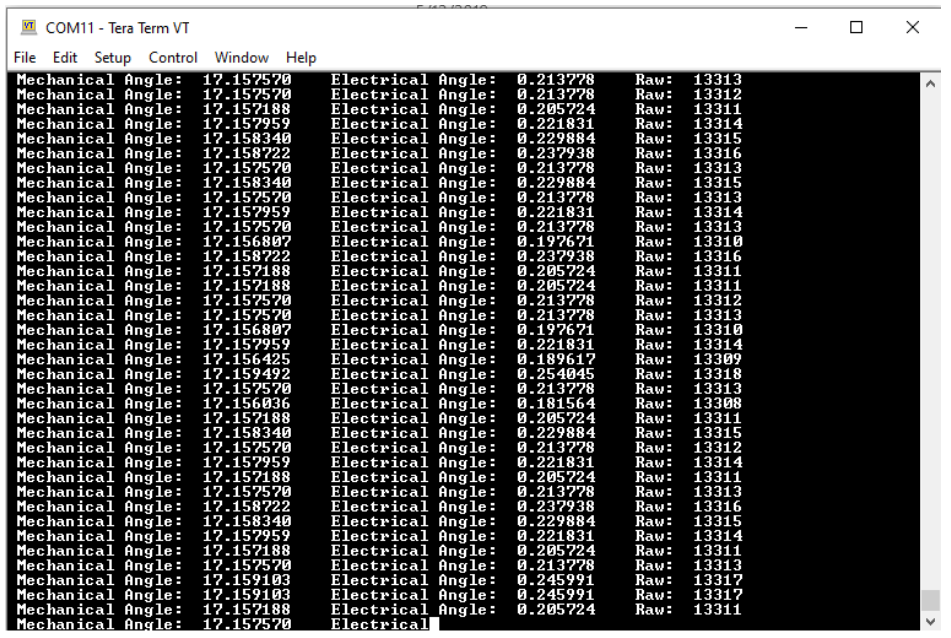 COM11 - Tera Term VT
File Edit Setup Control Window Help
Mechanical Angle: 17.157570 Electrical Angle: 0.213778 Raw: 13313
Mechanical Angle: 17.157570 Electrical Angle: 0.213778 Raw: 13312
Mechanical Angle: 17.157188 Electrical Angle: 0.205724 Raw: 13311
Mechanical Angle: 17.157959 Electrical Angle: 0.221831 Raw: 13314
Mechanical Angle: 17.158340 Electrical Angle: 0.229884 Raw: 13315
Mechanical Angle: 17.158722 Electrical Angle: 0.237938 Raw: 13316
Mechanical Angle: 17.157570 Electrical Angle: 0.213778 Raw: 13313
Mechanical Angle: 17.158340 Electrical Angle: 0.229884 Raw: 13315
Mechanical Angle: 17.157570 Electrical Angle: 0.213778 Raw: 13313
Mechanical Angle: 17.157959 Electrical Angle: 0.221831 Raw: 13314
Mechanical Angle: 17.157570 Electrical Angle: 0.213778 Raw: 13313
Mechanical Angle: 17.156807 Electrical Angle: 0.197671 Raw: 13310
Mechanical Angle: 17.158722 Electrical Angle: 0.237938 Raw: 13316
Mechanical Angle: 17.157188 Electrical Angle: 0.205724 Raw: 13311
Mechanical Angle: 17.157188 Electrical Angle: 0.205724 Raw: 13311
Mechanical Angle: 17.157570 Electrical Angle: 0.213778 Raw: 13312
Mechanical Angle: 17.157570 Electrical Angle: 0.213778 Raw: 13313
Mechanical Angle: 17.156807 Electrical Angle: 0.197671 Raw: 13310
Mechanical Angle: 17.157959 Electrical Angle: 0.221831 Raw: 13314
Mechanical Angle: 17.156425 Electrical Angle: 0.189617 Raw: 13309
Mechanical Angle: 17.159492 Electrical Angle: 0.254045 Raw: 13318
Mechanical Angle: 17.157570 Electrical Angle: 0.213778 Raw: 13313
Mechanical Angle: 17.156036 Electrical Angle: 0.181564 Raw: 13308
Mechanical Angle: 17.157188 Electrical Angle: 0.205724 Raw: 13311
Mechanical Angle: 17.158340 Electrical Angle: 0.229884 Raw: 13315
Mechanical Angle: 17.157570 Electrical Angle: 0.213778 Raw: 13312
Mechanical Angle: 17.157959 Electrical Angle: 0.221831 Raw: 13314
Mechanical Angle: 17.157188 Electrical Angle: 0.205724 Raw: 13311
Mechanical Angle: 17.157570 Electrical Angle: 0.213778 Raw: 13313
Mechanical Angle: 17.158722 Electrical Angle: 0.237938 Raw: 13316
Mechanical Angle: 17.158340 Electrical Angle: 0.229884 Raw: 13315
Mechanical Angle: 17.157959 Electrical Angle: 0.221831 Raw: 13314
Mechanical Angle: 17.157188 Electrical Angle: 0.205724 Raw: 13311
Mechanical Angle: 17.157570 Electrical Angle: 0.213778 Raw: 13313
Mechanical Angle: 17.159103 Electrical Angle: 0.245991 Raw: 13317
Mechanical Angle: 17.159103 Electrical Angle: 0.245991 Raw: 13317
Mechanical Angle: 17.157188 Electrical Angle: 0.205724 Raw: 13311
Mechanical Angle: 17.157570 Electrical